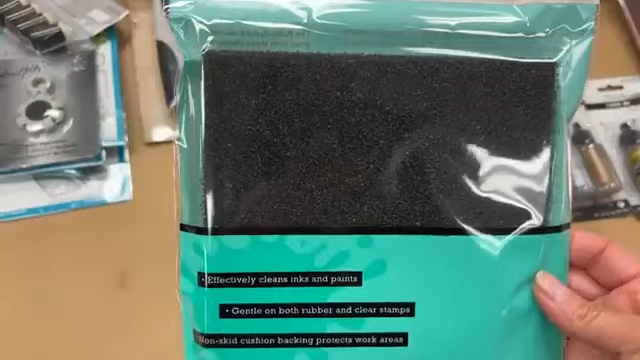 • Effectively cleans inks and paints
• Gentle on both rubber and clear stamps
Non-skid cushion backing protects work areas